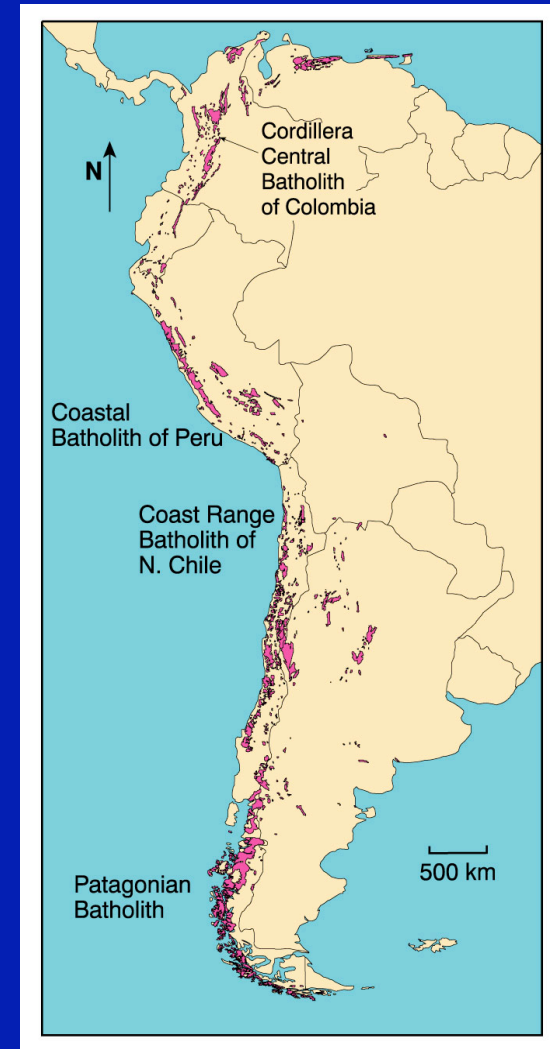 Cordillera
Central
Batholith
of Colombia
N
Coastal
Batholith of Peru
Coast Range
Batholith of
N. Chile
500 km
Patagonian
Batholith